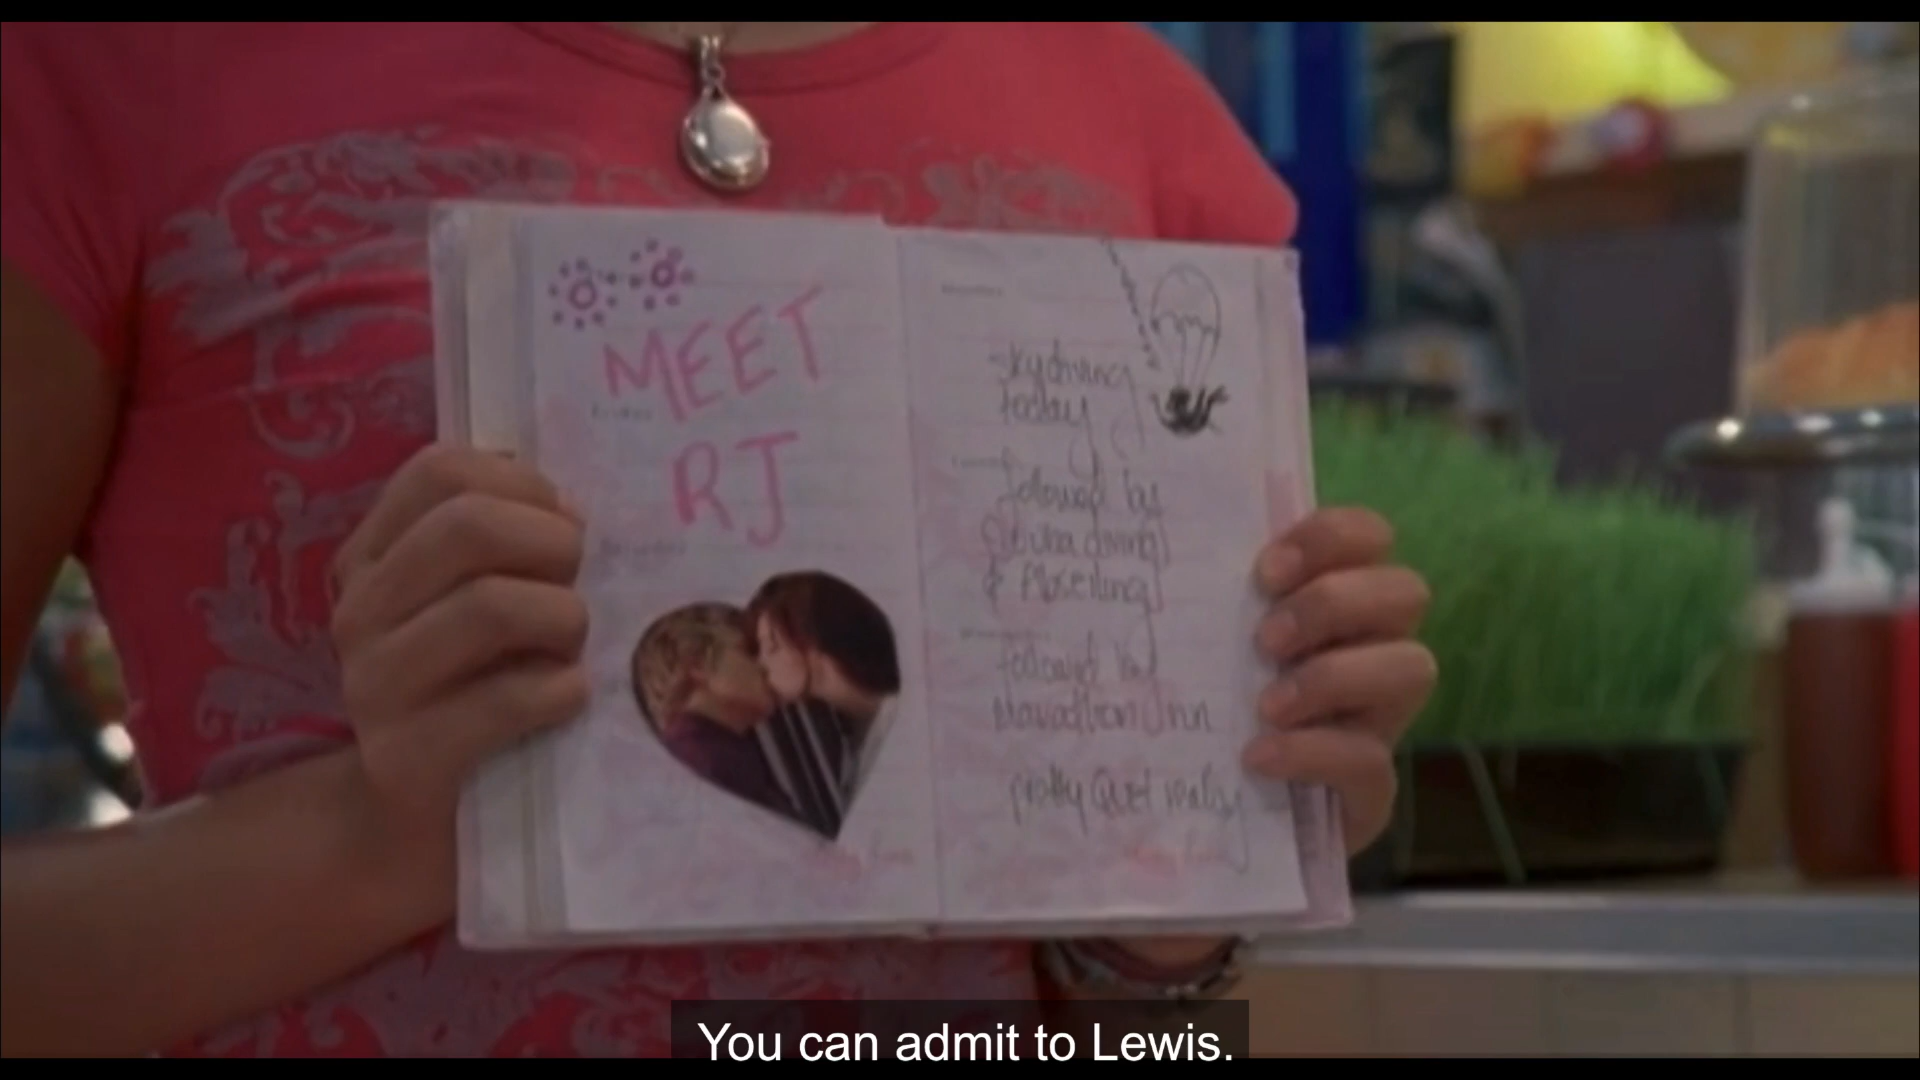 MEET
RJ
skydiving
today
followed by
Scuba diving
& Abseiling
followed by
Marathon run
pretty Quiet really
You can admit to Lewis.